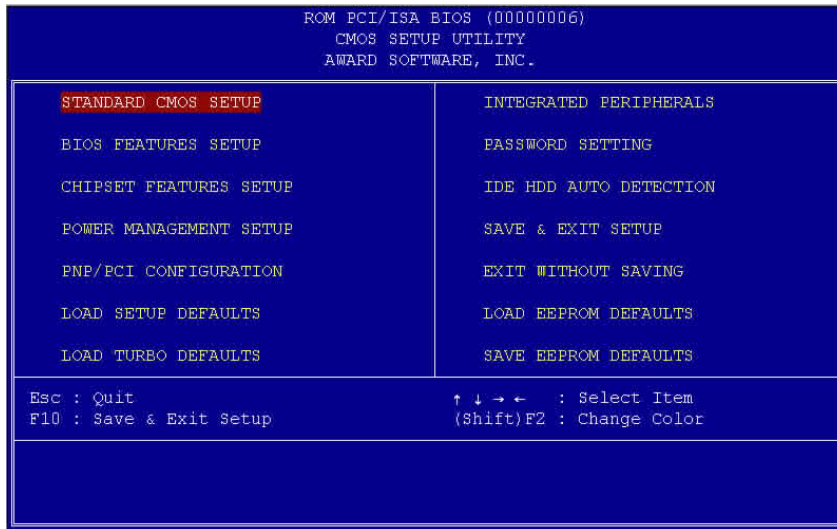 ROM PCI/ISA BIOS (00000006)
CMOS SETUP UTILITY
AWARD SOFTWARE, INC.
STANDARD CMOS SETUP
BIOS FEATURES SETUP
CHIPSET FEATURES SETUP
POWER MANAGEMENT SETUP
PNP/PCI CONFIGURATION
LOAD SETUP DEFAULTS
LOAD TURBO DEFAULTS
INTEGRATED PERIPHERALS
PASSWORD SETTING
IDE HDD AUTO DETECTION
SAVE & EXIT SETUP
EXIT WITHOUT SAVING
LOAD EEPROM DEFAULTS
SAVE EEPROM DEFAULTS
Esc : Quit
F10 : Save & Exit Setup
↑ ↓ → ← : Select Item
(Shift)F2 : Change Color